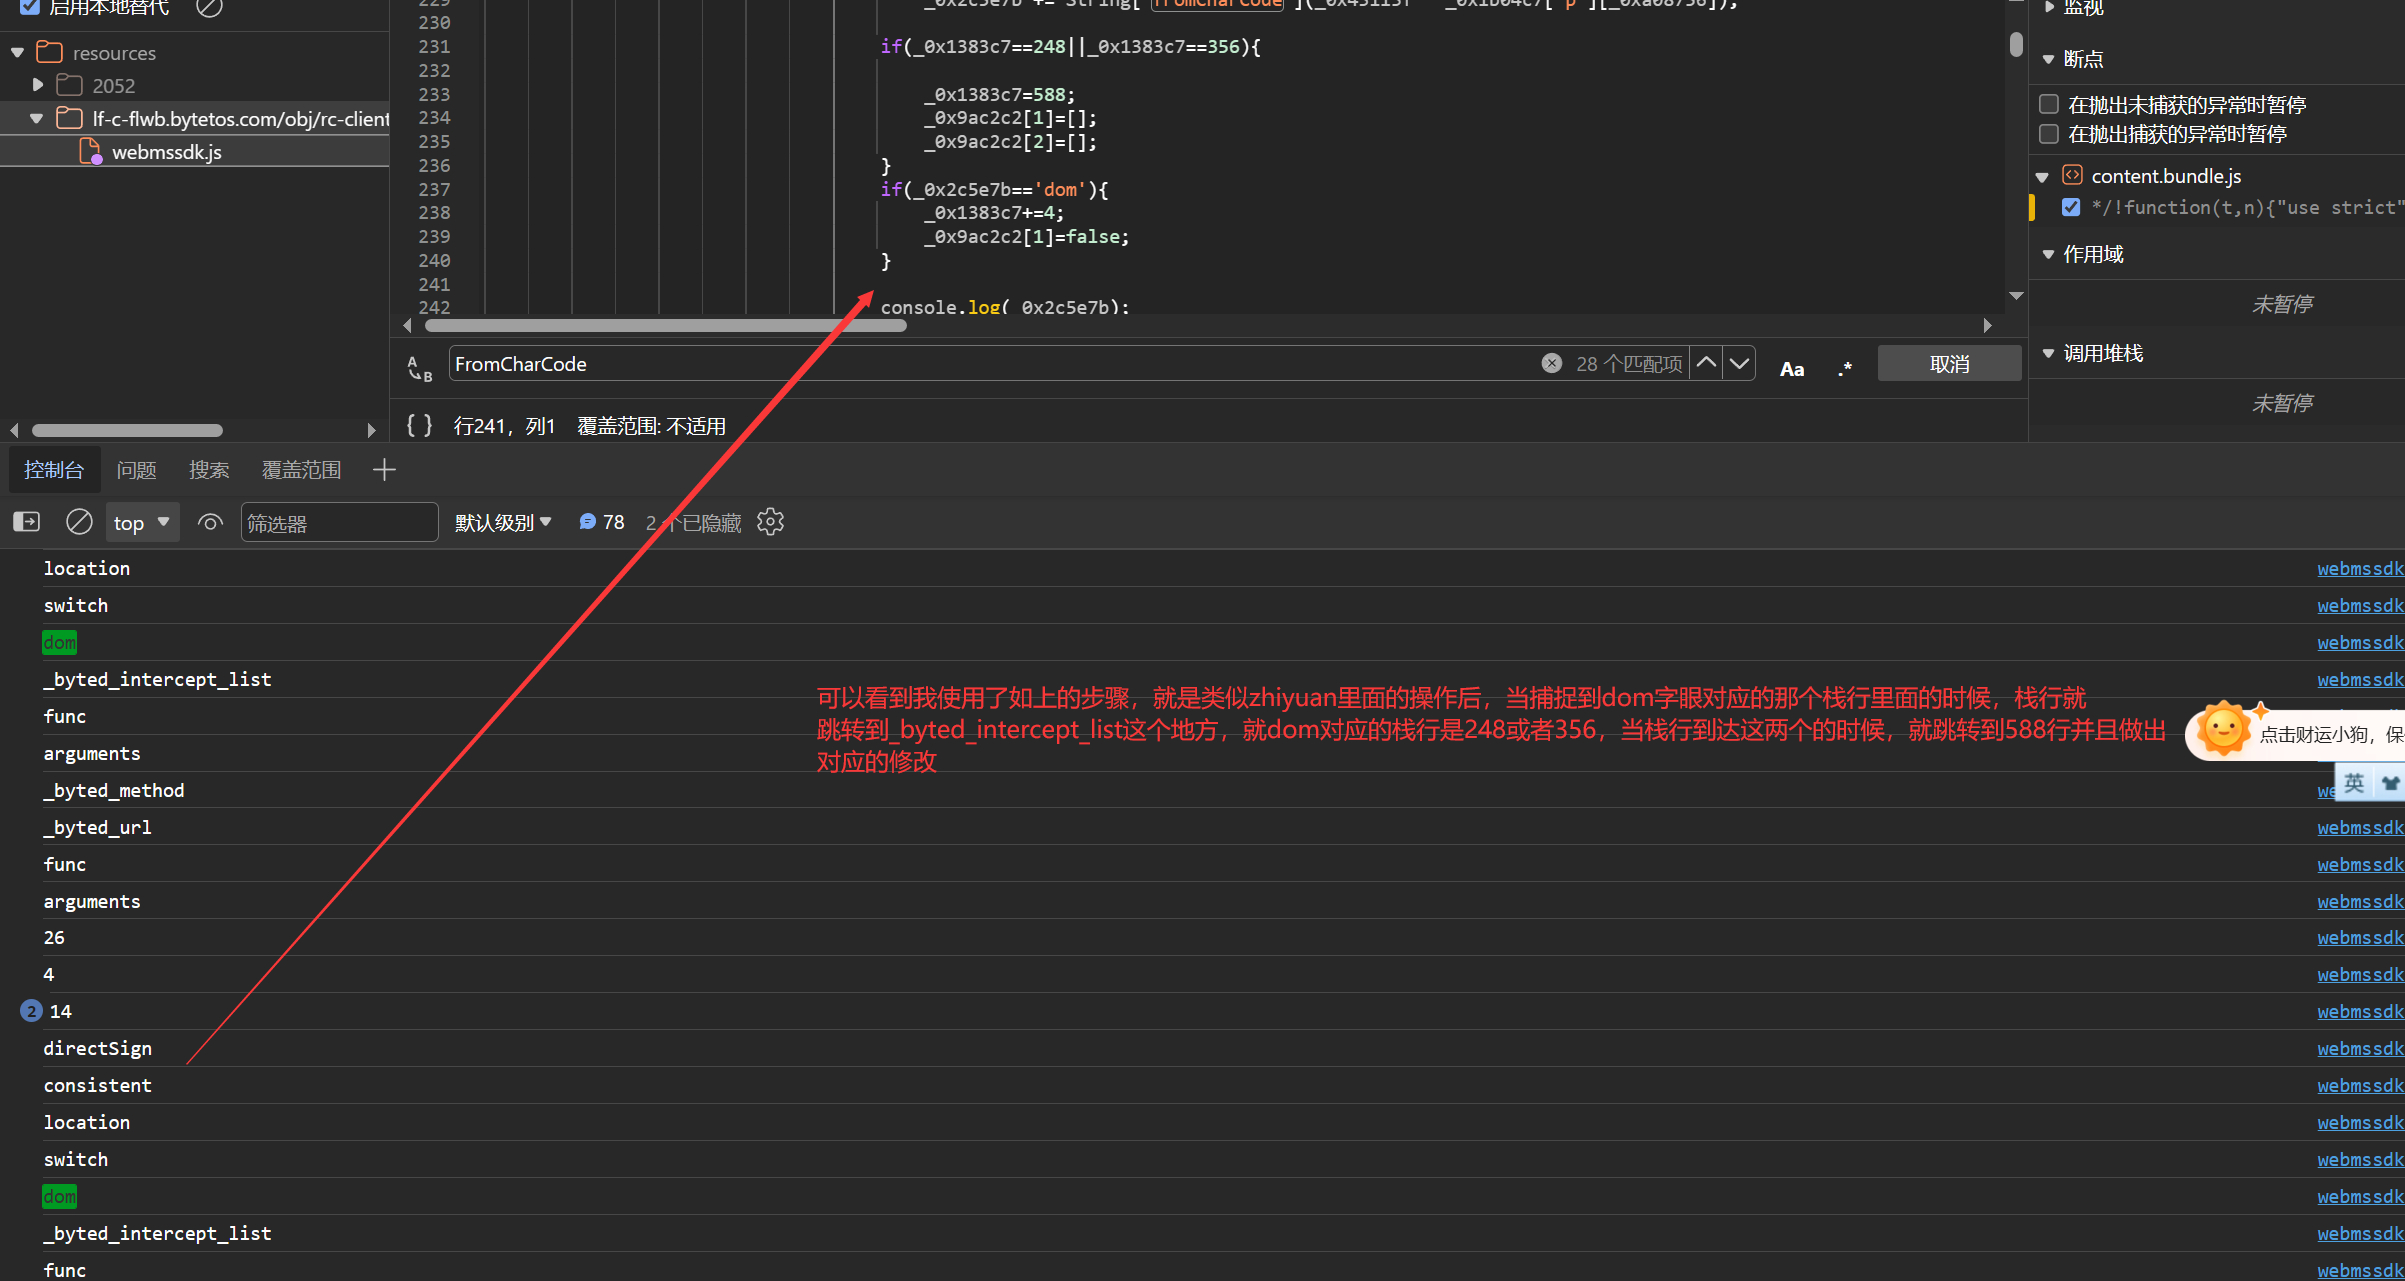 启用本地替代
resources
2052
lf-c-flwb.bytetos.com/obj/rc-client
webmssdk.js
229
230
231
232
233
234
235
236
237
238
239
240
241
242
if(_0x1383c7==248||_0x1383c7==356){
_0x1383c7=588;
_0x9ac2c2[1]=[];
_0x9ac2c2[2]=[];
}
if(_0x2c5e7b=='dom'){
_0x1383c7+=4;
_0x9ac2c2[1]=false;
}
console.log(_0x2c5e7b);
FromCharCode
28 个匹配项
Aa
.*
取消
{ } 行241，列1 覆盖范围: 不适用
监视
断点
在抛出未捕获的异常时暂停
在抛出捕获的异常时暂停
content.bundle.js
*/!function(t,n){"use strict"
作用域
未暂停
调用堆栈
未暂停
控制台 问题 搜索 覆盖范围
top
筛选器
默认级别
78
2 个已隐藏
location webmssdk
switch webmssdk
dom webmssdk
_byted_intercept_list webmssdk
func
arguments webmssdk
_byted_method we
_byted_url webmssdk
func webmssdk
arguments webmssdk
26 webmssdk
4 webmssdk
2 14 webmssdk
directSign webmssdk
consistent webmssdk
location webmssdk
switch webmssdk
dom webmssdk
_byted_intercept_list webmssdk
func webmssdk
可以看到我使用了如上的步骤，就是类似zhiyuan里面的操作后，当捕捉到dom字眼对应的那个栈行里面的时候，栈行就
跳转到_byted_intercept_list这个地方，就dom对应的栈行是248或者356，当栈行到达这两个的时候，就跳转到588行并且做出
对应的修改
点击财运小狗，保
英